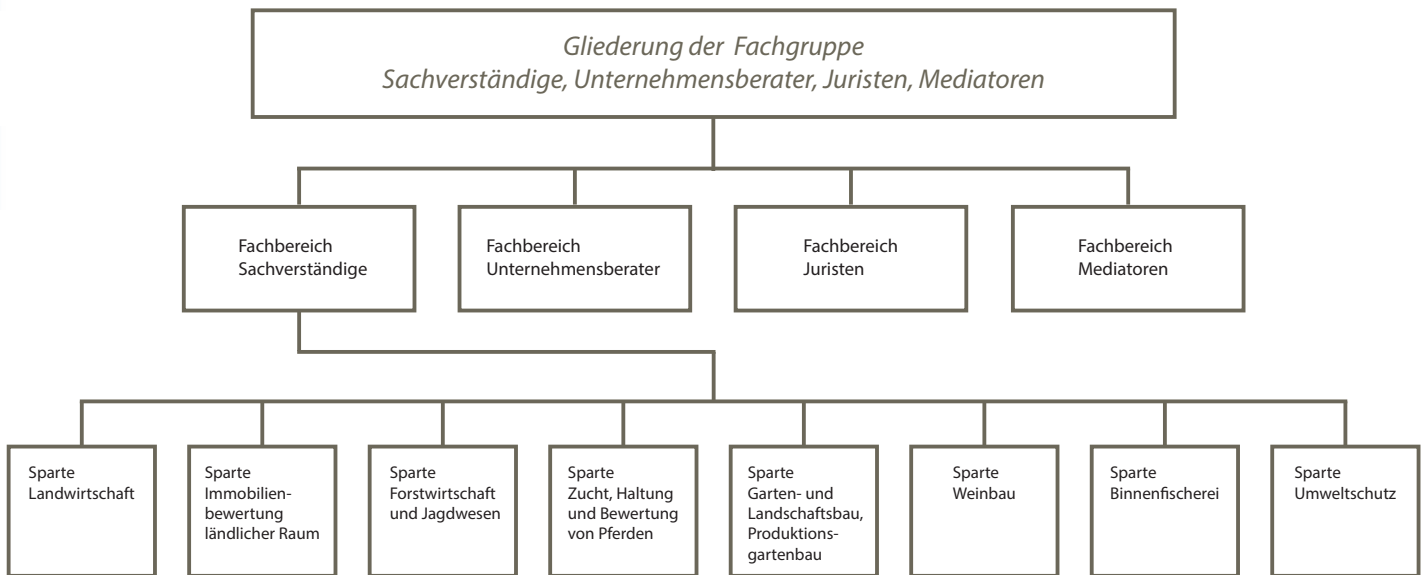 Gliederung der Fachgruppe
Sachverständige, Unternehmensberater, Juristen, Mediatoren
Fachbereich
Sachverständige
Fachbereich
Unternehmensberater
Fachbereich
Juristen
Fachbereich
Mediatoren
Sparte
Landwirtschaft
Sparte
Immobilien-
bewertung
ländlicher Raum
Sparte
Forstwirtschaft
und Jagdwesen
Sparte
Zucht, Haltung
und Bewertung
von Pferden
Sparte
Garten- und
Landschaftsbau,
Produktions-
gartenbau
Sparte
Weinbau
Sparte
Binnenfischerei
Sparte
Umweltschutz